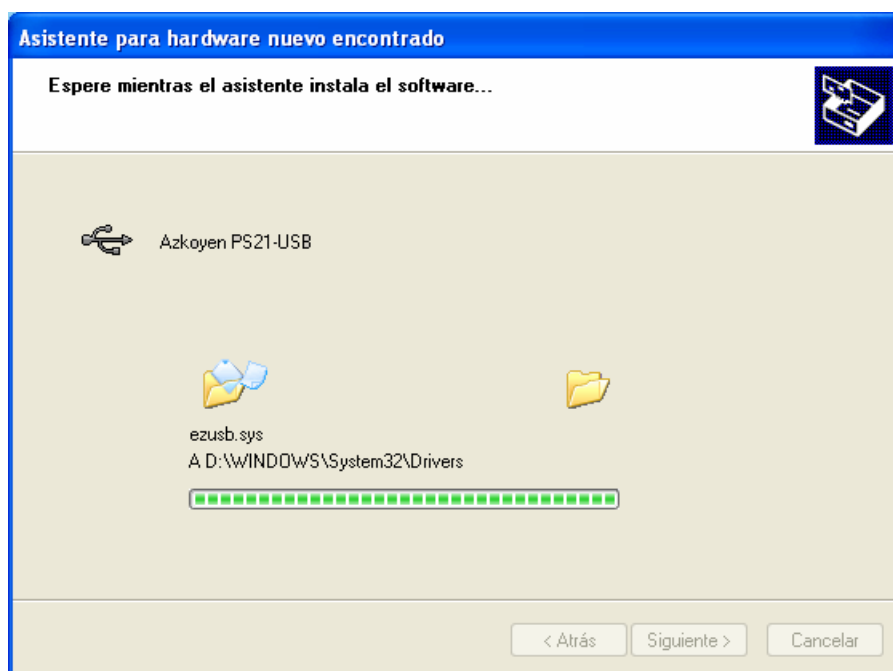 Asistente para hardware nuevo encontrado
Espere mientras el asistente instala el software...
Azkoyen PS21-USB
ezusb.sys
A D:\WINDOWS\System32\Drivers
< Atrás
Siguiente >
Cancelar